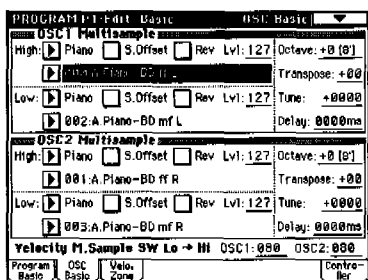 PROGRAM P1-Edit Basic OSC Basic
OSC1 Multisample
High: Piano S.Offset Rev Lvl:127 Octave:+0 [8']
Transpose: +00
Low: Piano S.Offset Rev Lvl:127 Tune: +0000
002:A.Piano-BD mf L Delay: 0000ms
OSC2 Multisample
High: Piano S.Offset Rev Lvl:127 Octave:+0 [8']
001:A.Piano-BD ff R Transpose: +00
Low: Piano S.Offset Rev Lvl:127 Tune: +0000
003:A.Piano-BD mf R Delay: 0000ms
Velocity M.Sample SW Lo → Hi OSC1:080 OSC2:080
Program Basic OSC Basic Velo. Zone Controller